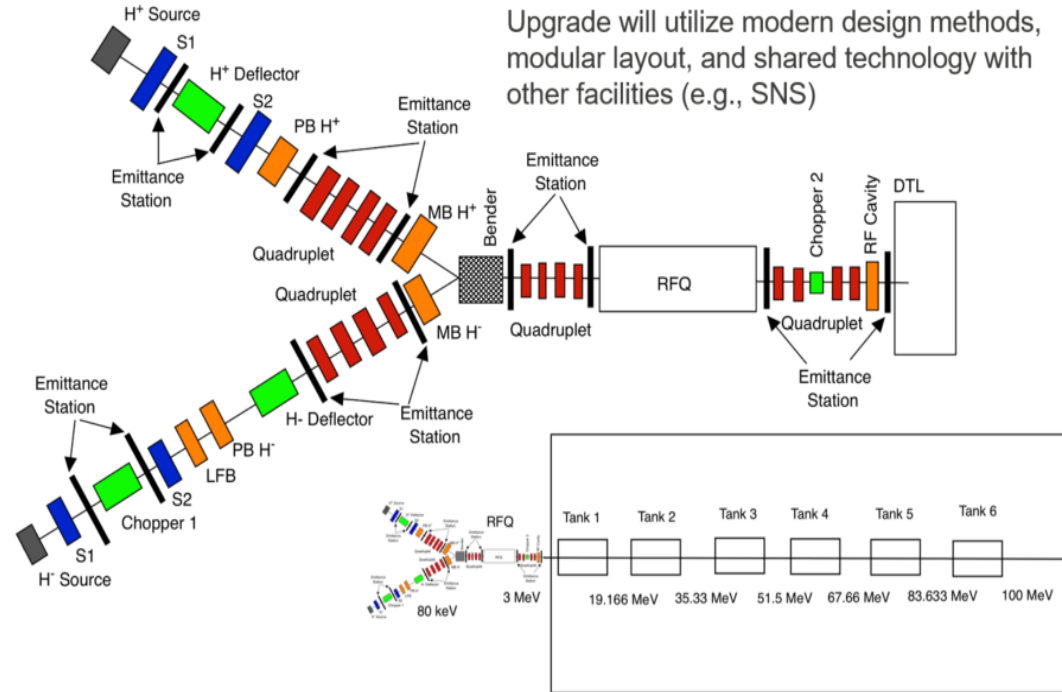 Upgrade will utilize modern design methods,
modular layout, and shared technology with
other facilities (e.g., SNS)
H+ Source
S1
H+ Deflector
S2
PB H+
Emittance
Station
Emittance
Station
MB H+
Bender
Emittance
Station
Chopper 2
RF Cavity
DTL
Quadruplet
Quadruplet
RFQ
Quadruplet
Quadruplet
MB H-
Emittance
Station
Emittance
Station
H- Deflector
Emittance
Station
PB H-
LFB
S2
Chopper 1
S1
H- Source
RFQ
Tank 1
Tank 2
Tank 3
Tank 4
Tank 5
Tank 6
80 keV
3 MeV
19.166 MeV
35.33 MeV
51.5 MeV
67.66 MeV
83.633 MeV
100 MeV